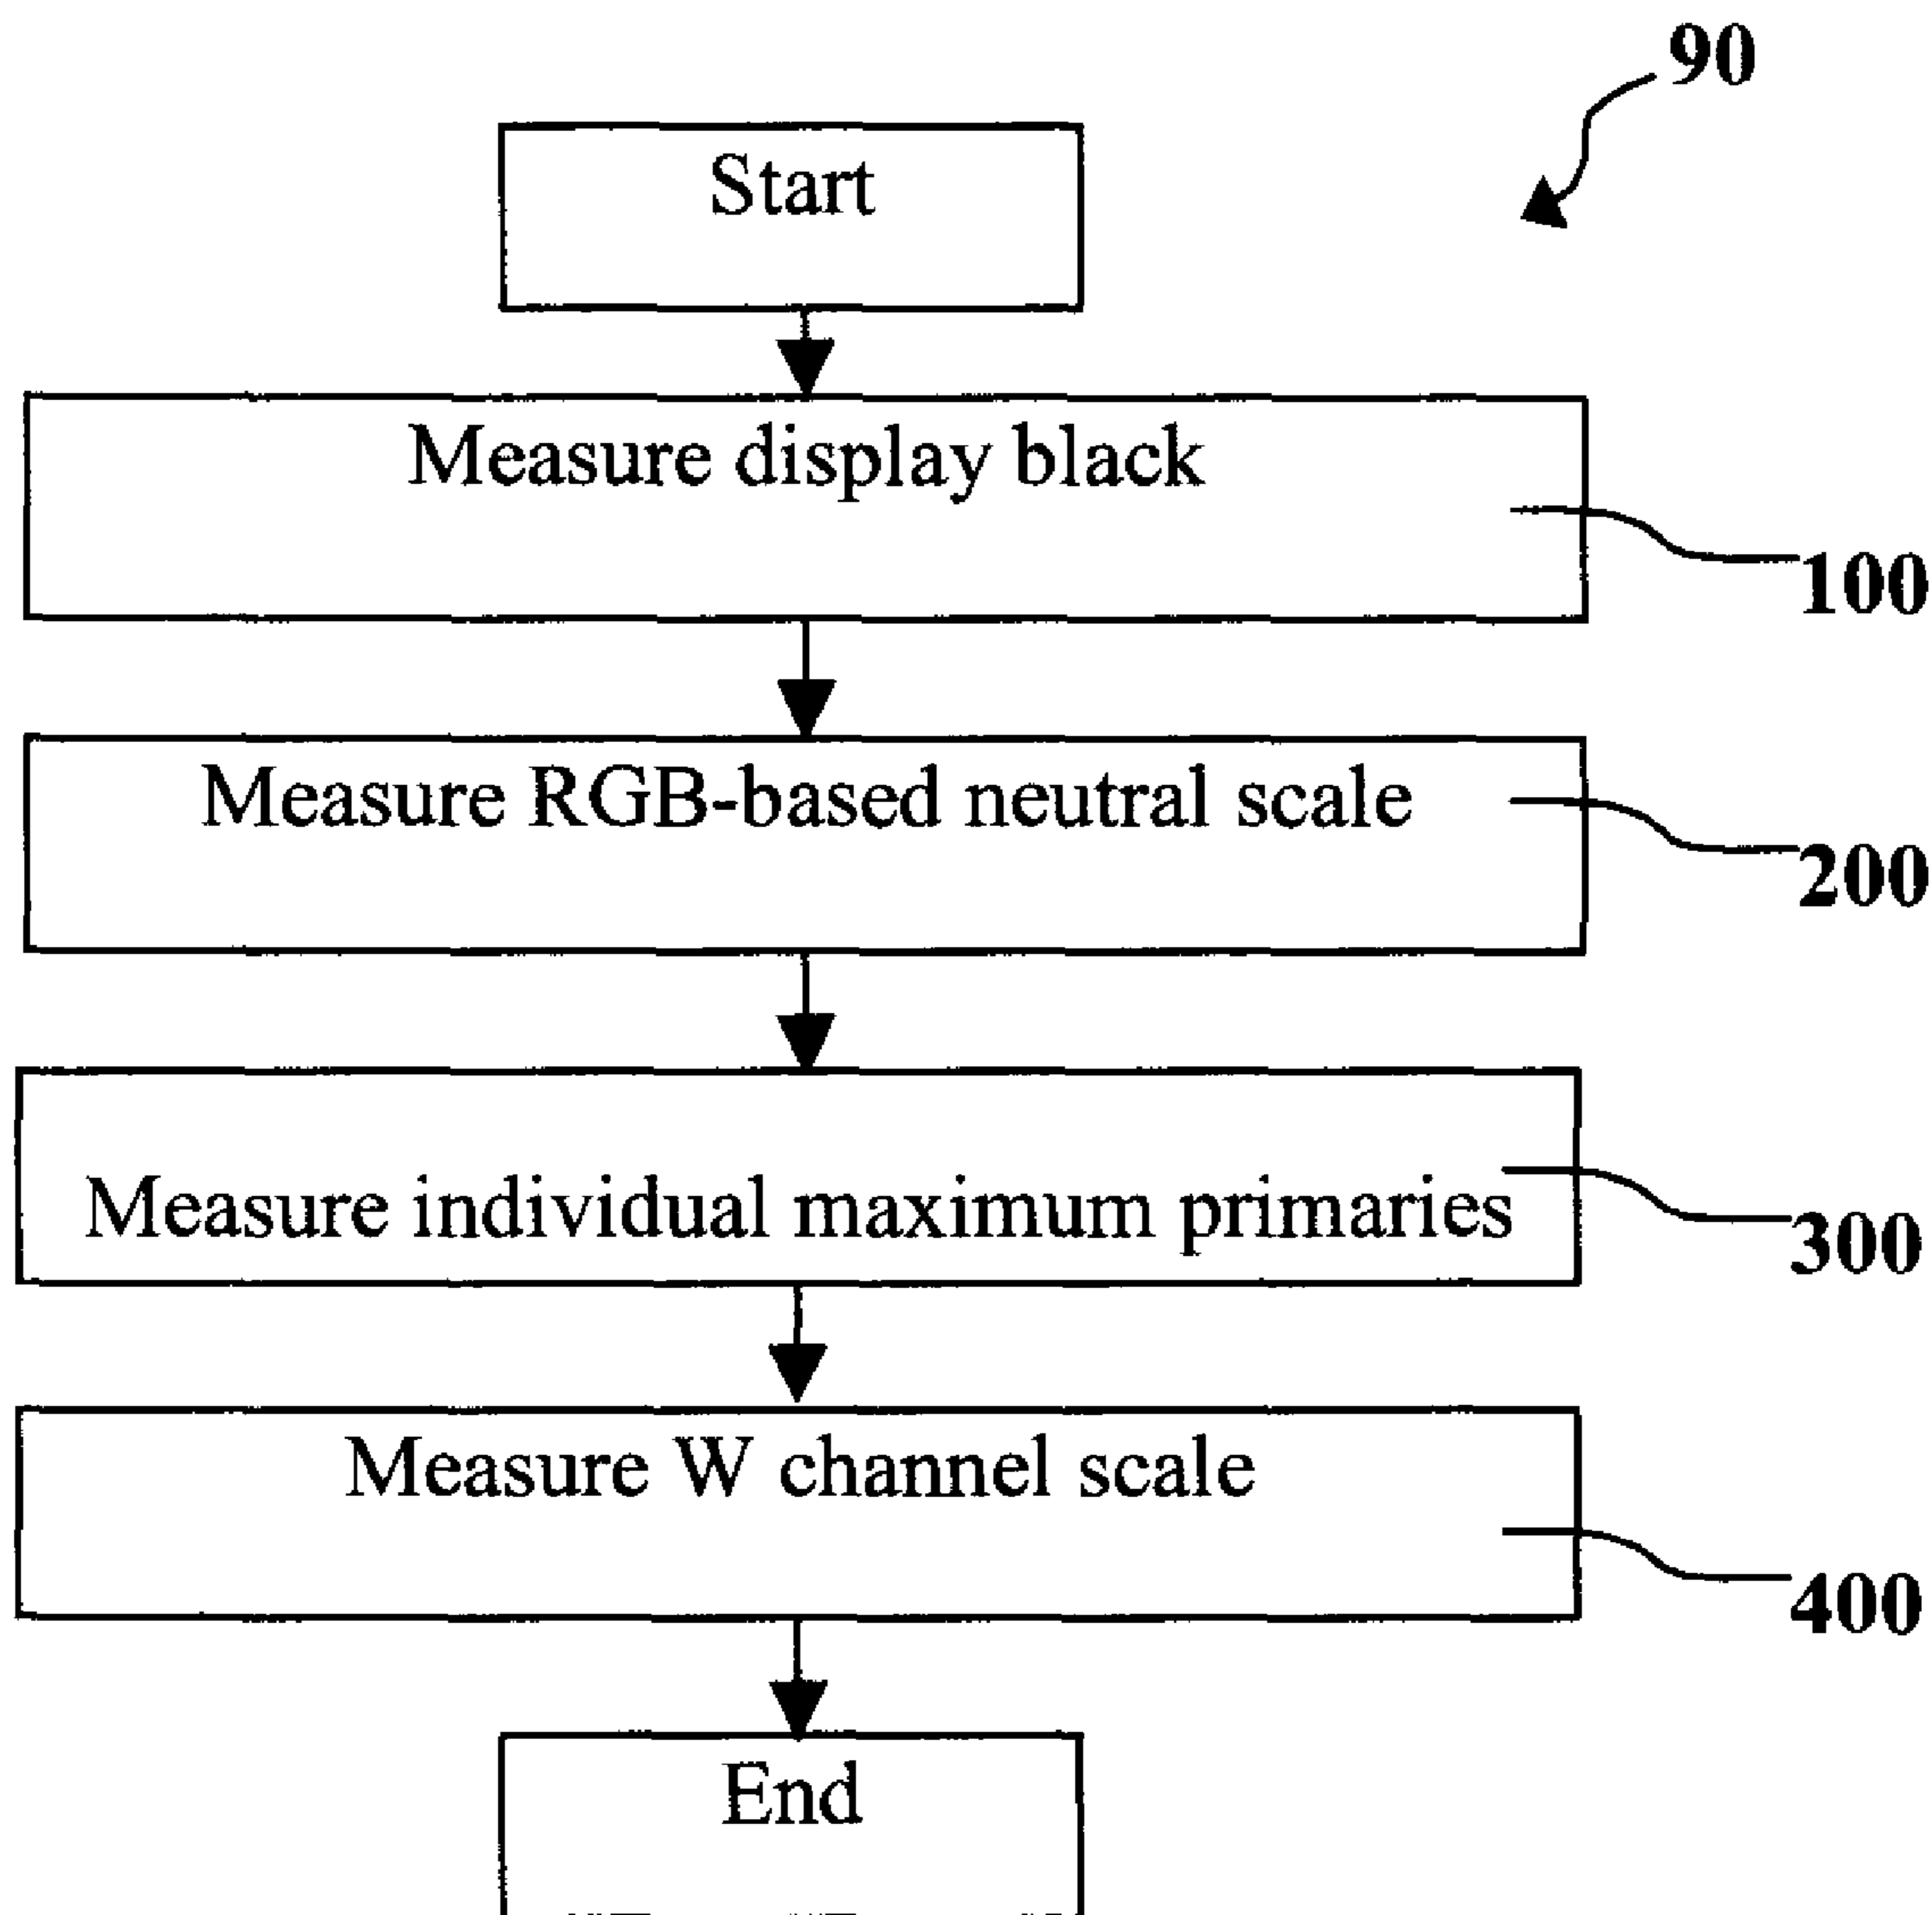 90
Start
Measure display black
100
Measure RGB-based neutral scale
200
Measure individual maximum primaries
300
Measure W channel scale
400
End